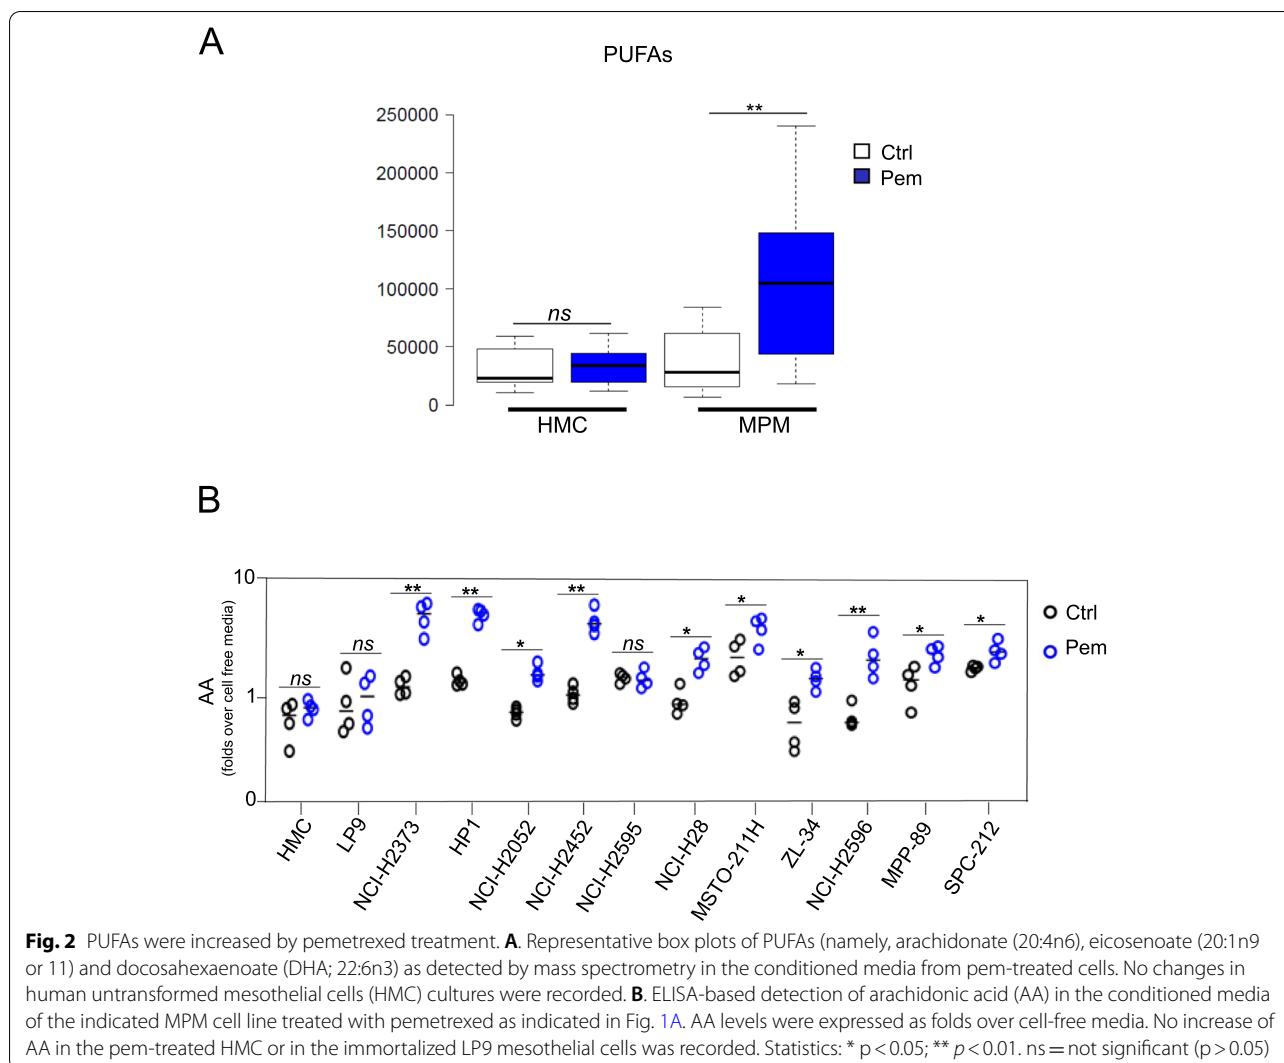 A
PUFAs
250000
200000
150000
100000
50000
0
**
ns
Ctrl
Pem
HMC
MPM
B
AA
(folds over cell free media)
10
1
0
ns
ns
**
**
*
**
ns
*
*
*
**
*
*
Ctrl
Pem
HMC
LP9
NCI-H2373
HP1
NCI-H2052
NCI-H2452
NCI-H2595
NCI-H28
MSTO-211H
ZL-34
NCI-H2596
MPP-89
SPC-212
Fig. 2 PUFAs were increased by pemetrexed treatment. A. Representative box plots of PUFAs (namely, arachidonate (20:4n6), eicosenoate (20:1n9
or 11) and docosahexaenoate (DHA; 22:6n3) as detected by mass spectrometry in the conditioned media from pem-treated cells. No changes in
human untransformed mesothelial cells (HMC) cultures were recorded. B. ELISA-based detection of arachidonic acid (AA) in the conditioned media
of the indicated MPM cell line treated with pemetrexed as indicated in Fig. 1A. AA levels were expressed as folds over cell-free media. No increase of
AA in the pem-treated HMC or in the immortalized LP9 mesothelial cells was recorded. Statistics: * p < 0.05; ** p < 0.01. ns = not significant (p > 0.05)